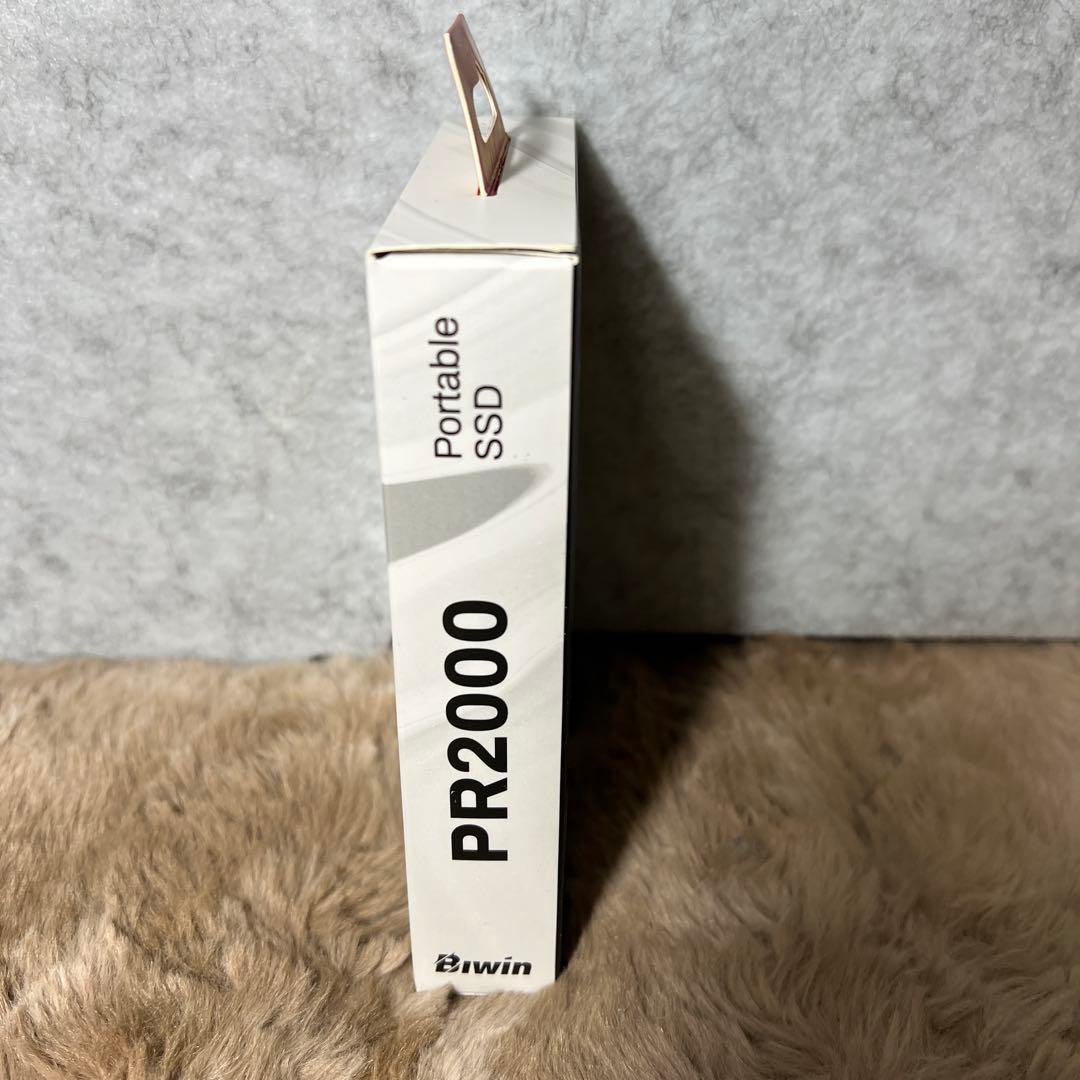 Portable
SSD
PR2000
Biwin